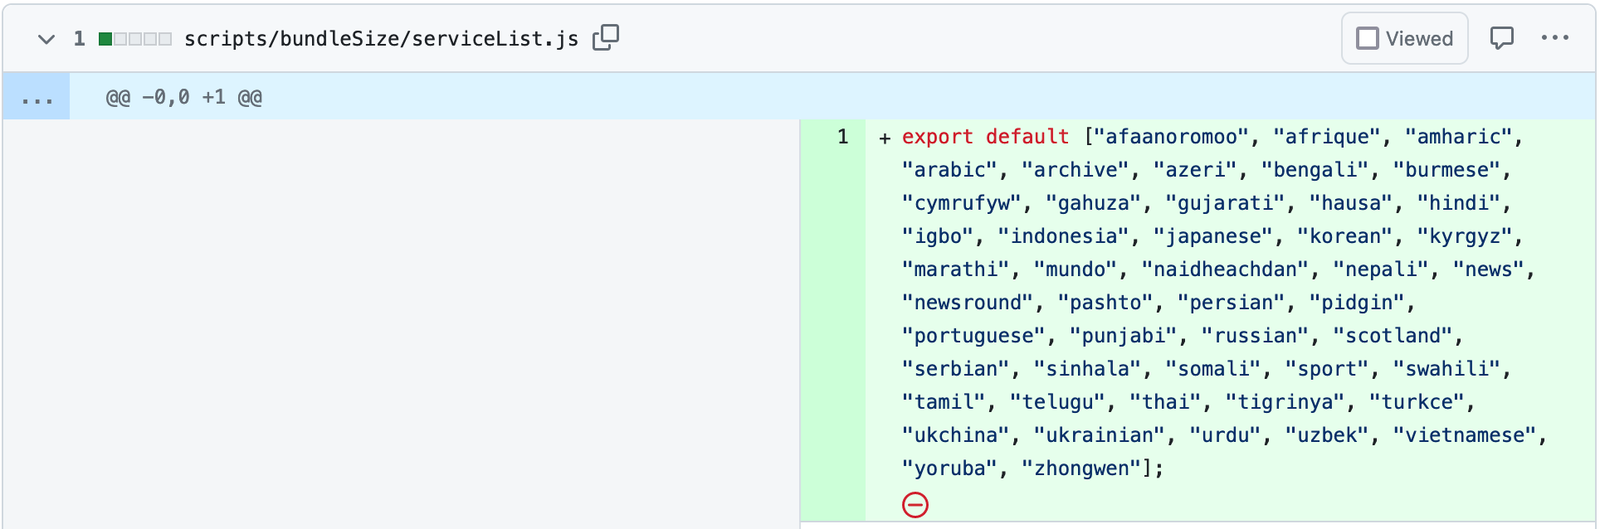 1 scripts/bundleSize/serviceList.js Viewed ...
... @@ -0,0 +1 @@
1 + export default ["afaanoromoo", "afrique", "amharic",
"arabic", "archive", "azeri", "bengali", "burmese",
"cymrufyw", "gahuza", "gujarati", "hausa", "hindi",
"igbo", "indonesia", "japanese", "korean", "kyrgyz",
"marathi", "mundo", "naidheachdan", "nepali", "news",
"newsround", "pashto", "persian", "pidgin",
"portuguese", "punjabi", "russian", "scotland",
"serbian", "sinhala", "somali", "sport", "swahili",
"tamil", "telugu", "thai", "tigrinya", "turkce",
"ukchina", "ukrainian", "urdu", "uzbek", "vietnamese",
"yoruba", "zhongwen"];